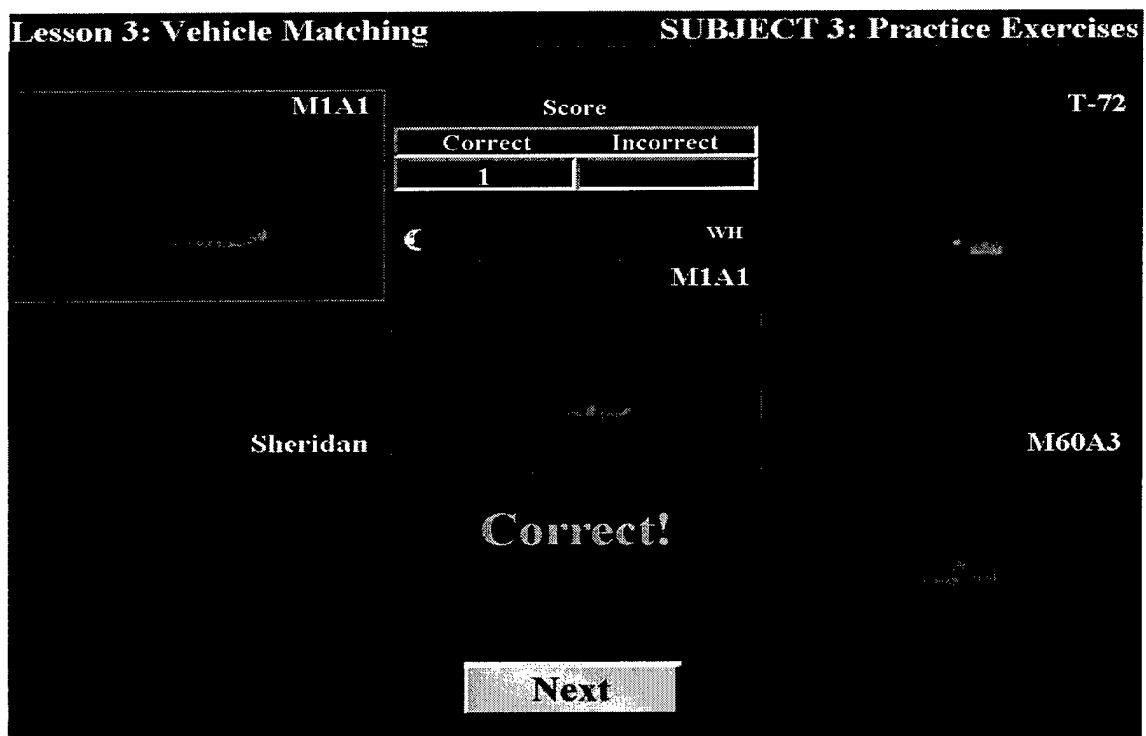 Lesson 3: Vehicle Matching
SUBJECT 3: Practice Exercises
M1A1
Score
T-72
Correct Incorrect
1
WH
M1A1
Sheridan
M60A3
Correct!
Next